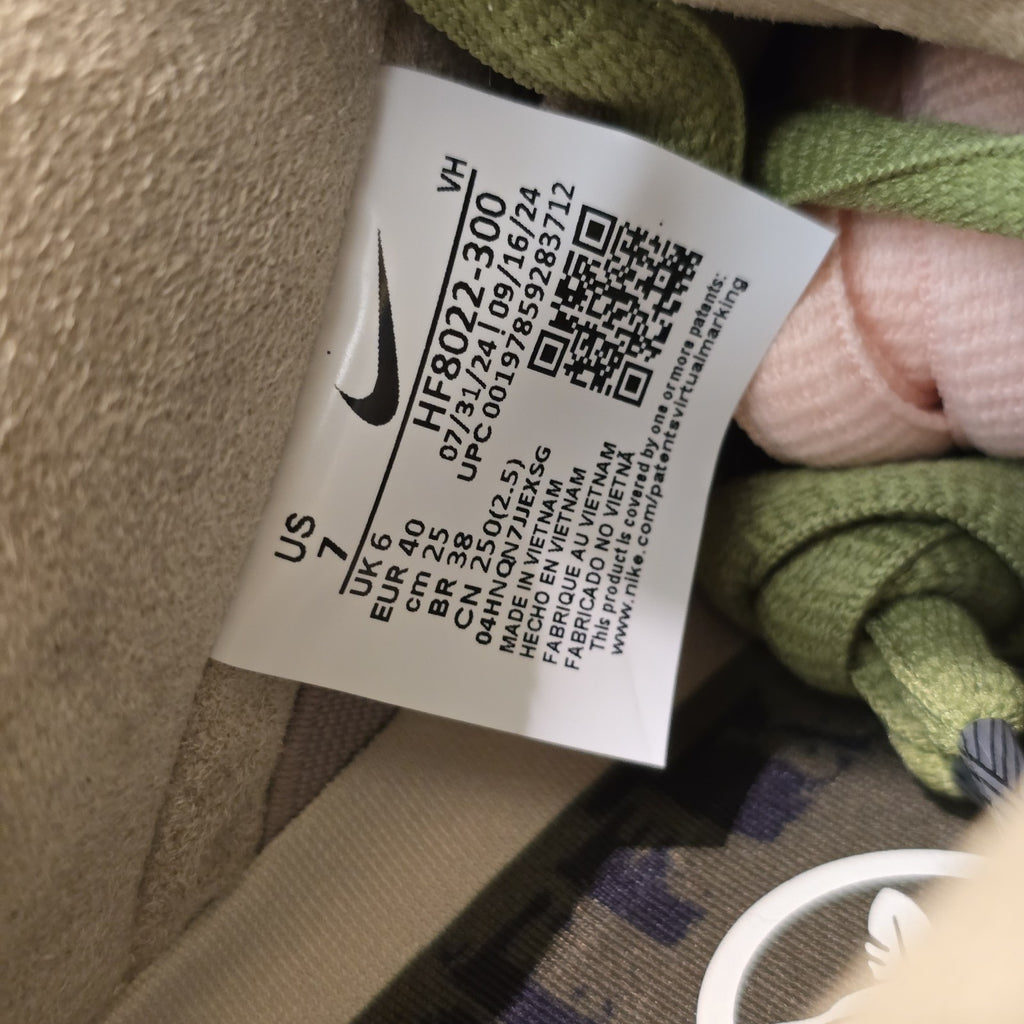 VH
US
7
HF8022-300
07/31/24 | 09/16/24
UPC 00197859283712
UK 6
EUR 40
cm 25
BR 38
CN 250(2.5)
04HNQN7JJEXSG
MADE IN VIETNAM
HECHO EN VIETNAM
FABRIQUE AU VIETNAM
FABRICADO NO VIETNÃ
This product is covered by one or more patents:
www.nike.com/patentsvirtualmarking